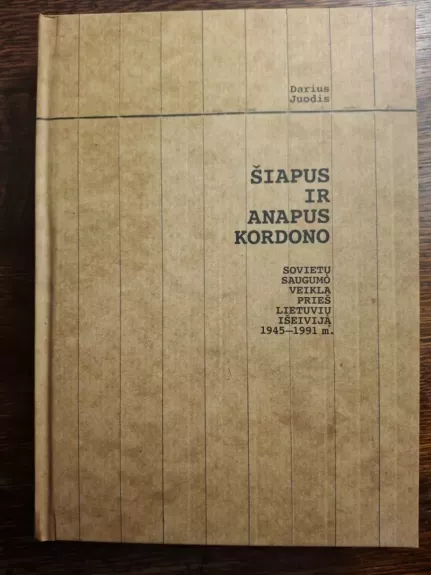 Darius
Juodis
ŠIAPUS
IR
ANAPUS
KORDONO
SOVIETŲ
SAUGUMO
VEIKLA
PRIEŠ
LIETUVIŲ
IŠEIVIJĄ
1945—1991 m.